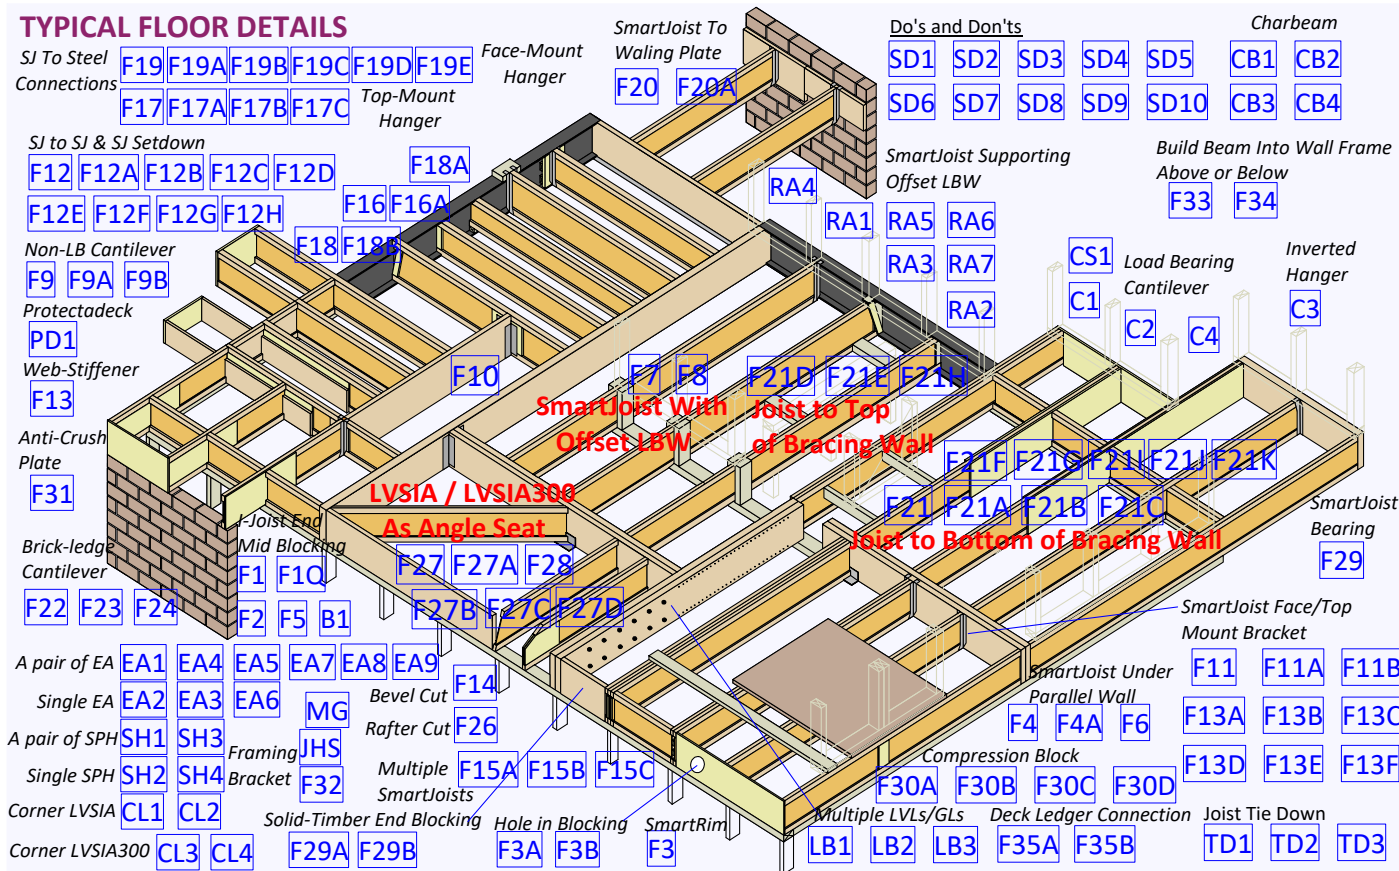 TYPICAL FLOOR DETAILS
SJ To Steel
Connections
F19 F19A F19B F19C F19D F19E
F17 F17A F17B F17C
Face-Mount
Hanger
Top-Mount
Hanger
SmartJoist To
Waling Plate
F20 F20A
Do's and Don'ts
SD1 SD2 SD3 SD4 SD5
SD6 SD7 SD8 SD9 SD10
Charbeam
CB1 CB2
CB3 CB4
SJ to SJ & SJ Setdown
F12 F12A F12B F12C F12D
F12E F12F F12G F12H
F18A
F16 F16A
F18 F18B
RA4
SmartJoist Supporting
Offset LBW
RA1 RA5 RA6
RA3 RA7
RA2
Build Beam Into Wall Frame
Above or Below
F33 F34
Non-LB Cantilever
F9 F9A F9B
Protectadeck
PD1
Web-Stiffener
F13
Anti-Crush
Plate
F31
CS1
C1
Load Bearing
Cantilever
C2 C4
Inverted
Hanger
C3
F10
F7 F8
SmartJoist With
Offset LBW
F21D F21E F21H
Joist to Top
of Bracing Wall
F21F F21G F21I F21J F21K
F21 F21A F21B F21C
Joist to Bottom of Bracing Wall
LVSIA / LVSIA300
As Angle Seat
F27 F27A F28
F27B F27C F27D
SmartJoist
Bearing
F29
Brick-ledge
Cantilever
F22 F23 F24
I-Joist End
Mid Blocking
F1 F1Q
F2 F5 B1
SmartJoist Face/Top
Mount Bracket
F11 F11A F11B
F13A F13B F13C
F13D F13E F13F
A pair of EA EA1 EA4 EA5 EA7 EA8 EA9
Single EA EA2 EA3 EA6
A pair of SPH SH1 SH3
Single SPH SH2 SH4
Corner LVSIA CL1 CL2
Corner LVSIA300 CL3 CL4
MG
Framing
Bracket
JHS
F32
Bevel Cut F14
Rafter Cut F26
Multiple
SmartJoists
F15A F15B F15C
SmartJoist Under
Parallel Wall
F4 F4A F6
Compression Block
F30A F30B F30C F30D
Solid-Timber End Blocking
F29A F29B
Hole in Blocking
F3A F3B
SmartRim
F3
Multiple LVLs/GLs
LB1 LB2 LB3
Deck Ledger Connection
F35A F35B
Joist Tie Down
TD1 TD2 TD3